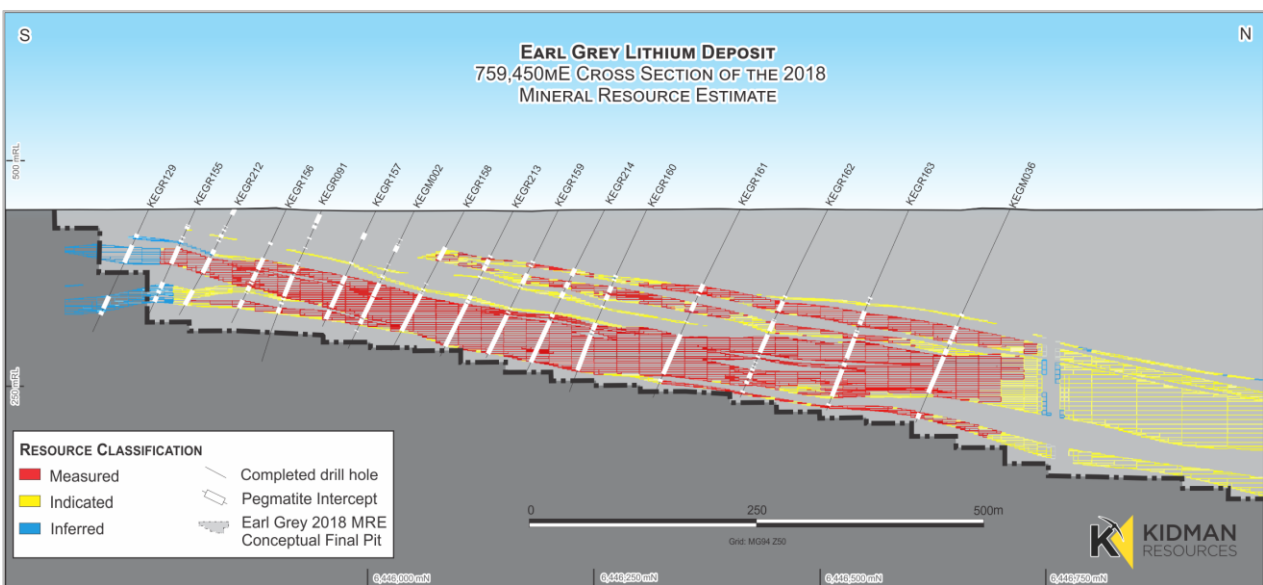 S
N
EARL GREY LITHIUM DEPOSIT
759,450mE CROSS SECTION OF THE 2018
MINERAL RESOURCE ESTIMATE
500 mRL
KEGR129
KEGR155
KEGR212
KEGR156
KEGR091
KEGR157
KEGM002
KEGR158
KEGR213
KEGR159
KEGR214
KEGR160
KEGR161
KEGR162
KEGR163
KEGM036
250 mRL
RESOURCE CLASSIFICATION
Measured
Indicated
Inferred
Completed drill hole
Pegmatite Intercept
Earl Grey 2018 MRE
Conceptual Final Pit
0
250
500m
Grid: MG94 Z50
KIDMAN
RESOURCES
6,446,000 mN
6,446,250 mN
6,446,500 mN
6,446,750 mN